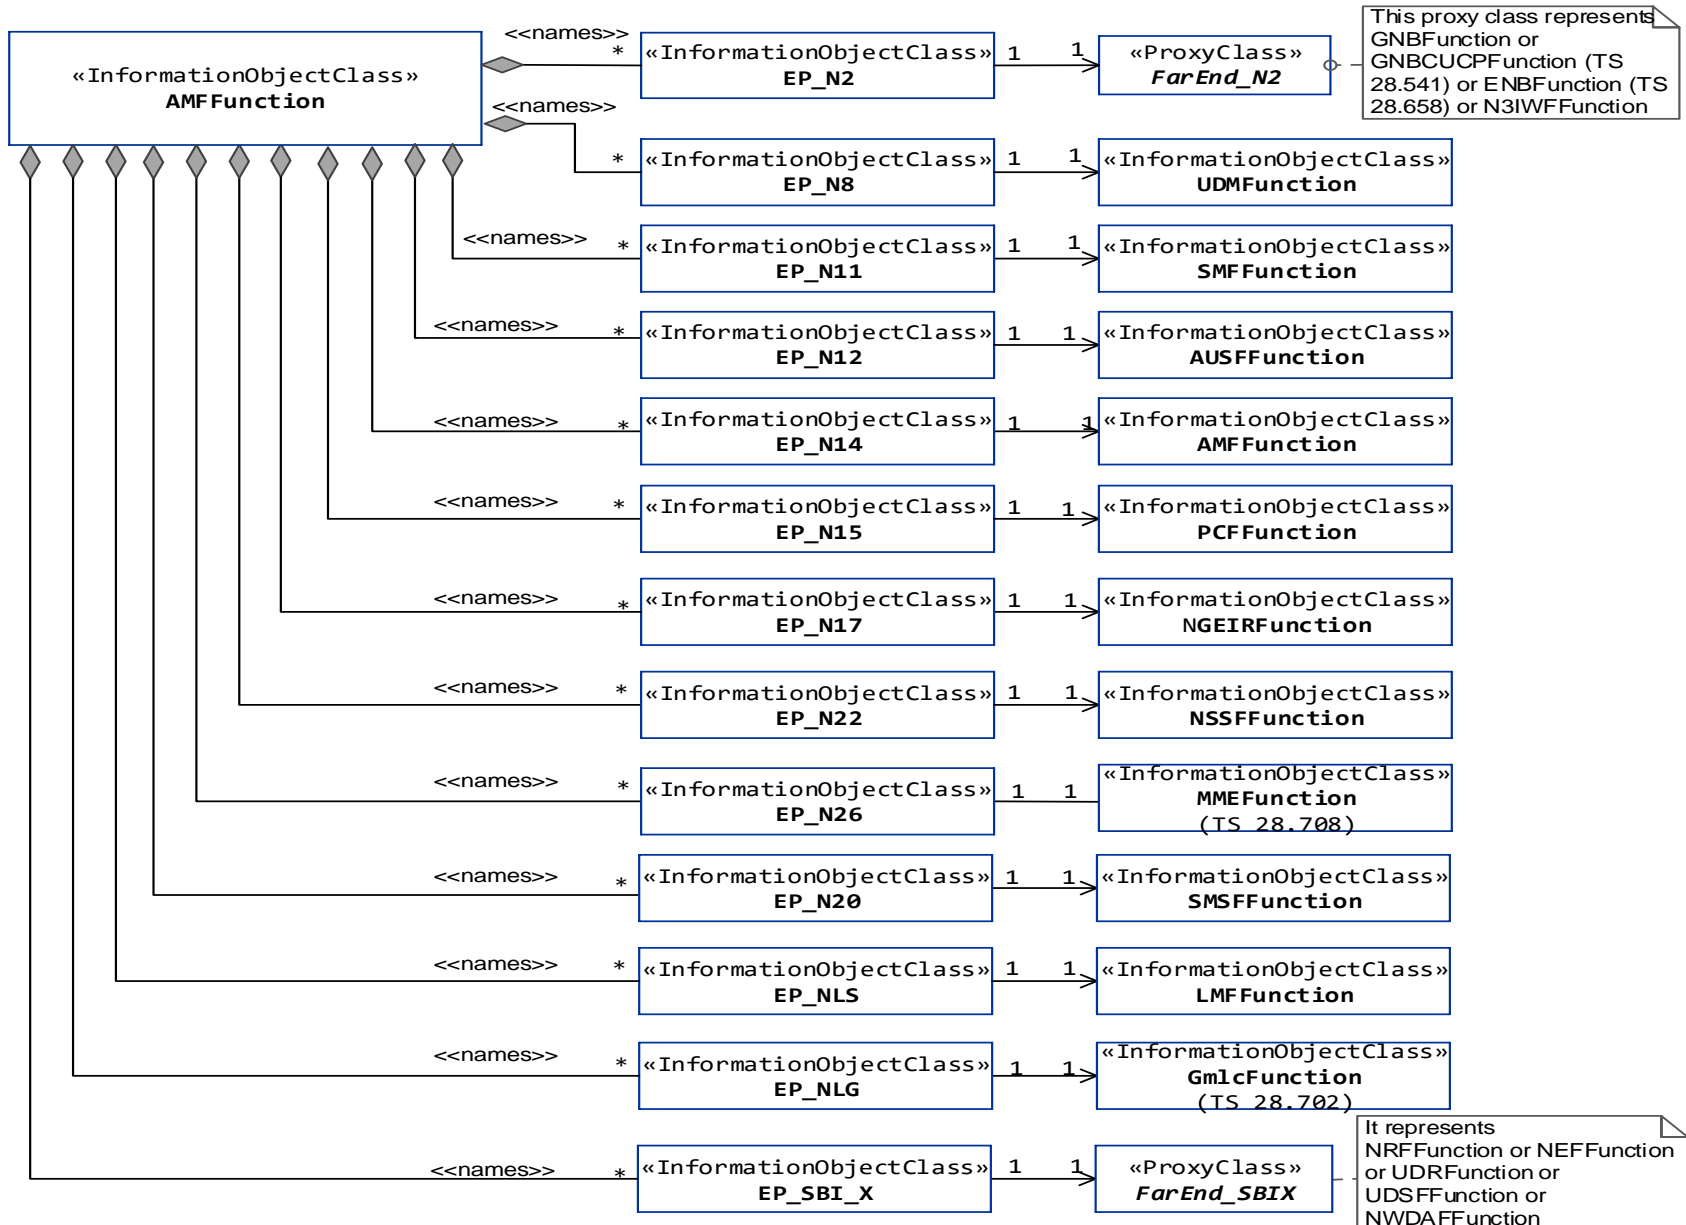 «InformationObjectClass»
AMFFunction
<<names>>
*
«InformationObjectClass»
EP_N2
1
1
«ProxyClass»
FarEnd_N2
This proxy class represents
GNBFunction or
GNBCUCPFunction (TS
28.541) or ENBFunction (TS
28.658) or N3IWFFunction
<<names>>
*
«InformationObjectClass»
EP_N8
1
1
«InformationObjectClass»
UDMFunction
<<names>>
*
«InformationObjectClass»
EP_N11
1
1
«InformationObjectClass»
SMFFunction
<<names>>
*
«InformationObjectClass»
EP_N12
1
1
«InformationObjectClass»
AUSFFunction
<<names>>
*
«InformationObjectClass»
EP_N14
1
1
«InformationObjectClass»
AMFFunction
<<names>>
*
«InformationObjectClass»
EP_N15
1
1
«InformationObjectClass»
PCFFunction
<<names>>
*
«InformationObjectClass»
EP_N17
1
1
«InformationObjectClass»
NGEIRFunction
<<names>>
*
«InformationObjectClass»
EP_N22
1
1
«InformationObjectClass»
NSSFFunction
<<names>>
*
«InformationObjectClass»
EP_N26
1
1
«InformationObjectClass»
MMEFunction
(TS 28.708)
<<names>>
*
«InformationObjectClass»
EP_N20
1
1
«InformationObjectClass»
SMSFFunction
<<names>>
*
«InformationObjectClass»
EP_NLS
1
1
«InformationObjectClass»
LMFFunction
<<names>>
*
«InformationObjectClass»
EP_NLG
1
1
«InformationObjectClass»
GmlcFunction
(TS 28.702)
<<names>>
*
«InformationObjectClass»
EP_SBI_X
1
1
«ProxyClass»
FarEnd_SBIX
It represents
NRFFunction or NEFFunction
or UDRFunction or
UDSFFunction or
NWDAFFunction